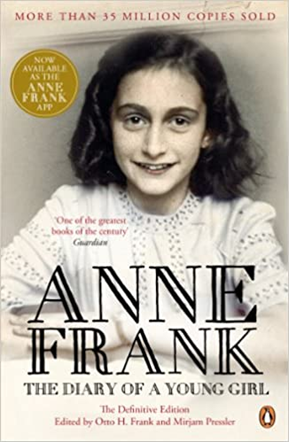 MORE THAN 35 MILLION COPIES SOLD
NOW
AVAILABLE
AS THE
ANNE
FRANK
APP
'One of the greatest
books of the century'
Guardian
ANNE
FRANK
THE DIARY OF A YOUNG GIRL
The Definitive Edition
Edited by Otto H. Frank and Mirjam Pressler